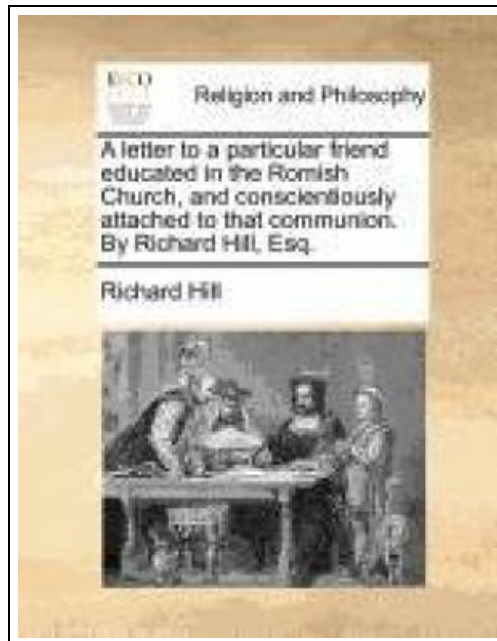 ECCO
Religion and Philosophy
A letter to a particular friend
educated in the Romish
Church, and conscientiously
attached to that communion.
By Richard Hill, Esq.
Richard Hill